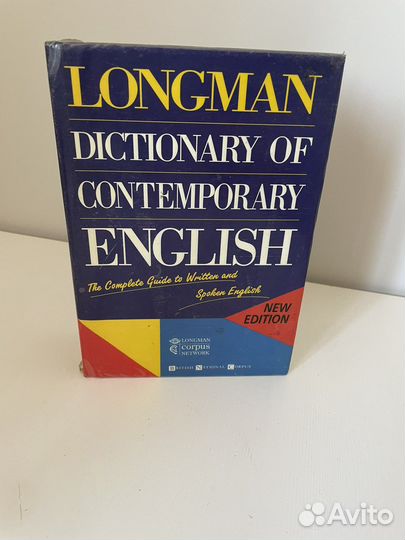 LONGMAN
DICTIONARY OF
CONTEMPORARY
ENGLISH
The Complete Guide to Written and
Spoken English
NEW
EDITION
LONGMAN
corpus
NETWORK
BRITISH NATIONAL CORPUS
Avito